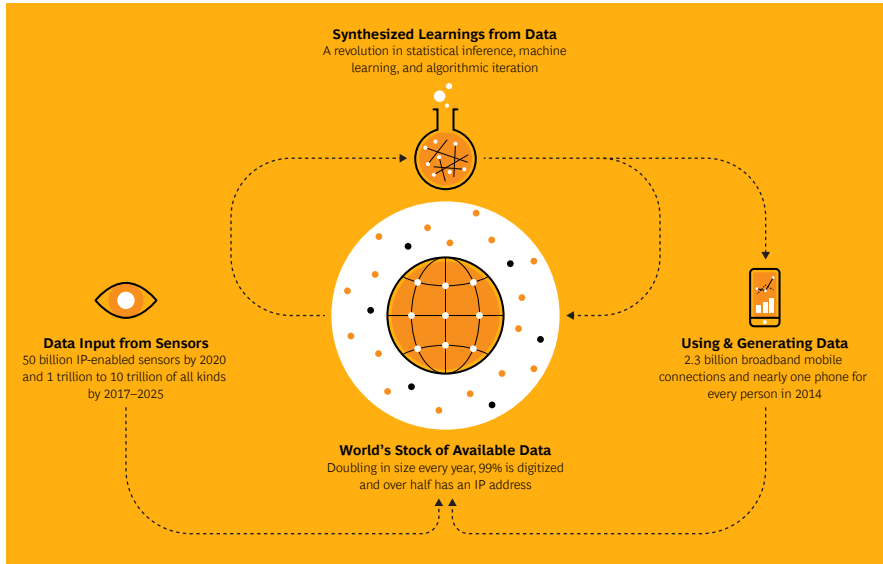 Synthesized Learnings from Data
A revolution in statistical inference, machine
learning, and algorithmic iteration
Data Input from Sensors
50 billion IP-enabled sensors by 2020
and 1 trillion to 10 trillion of all kinds
by 2017–2025
Using & Generating Data
2.3 billion broadband mobile
connections and nearly one phone for
every person in 2014
World’s Stock of Available Data
Doubling in size every year, 99% is digitized
and over half has an IP address